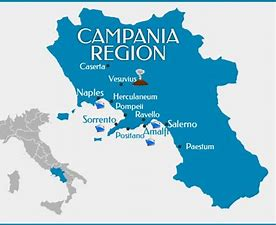 CAMPANIA
REGION
Caserta
Vesuvius
Naples
Herculaneum
Pompeii
Ravello
Sorrento
Amalfi
Salerno
Positano
Paestum